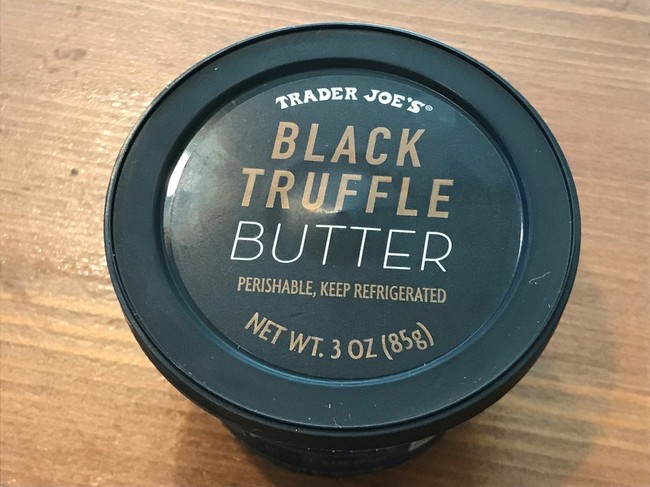 TRADER JOE'S®
BLACK
TRUFFLE
BUTTER
PERISHABLE, KEEP REFRIGERATED
NET WT. 3 OZ (85g)